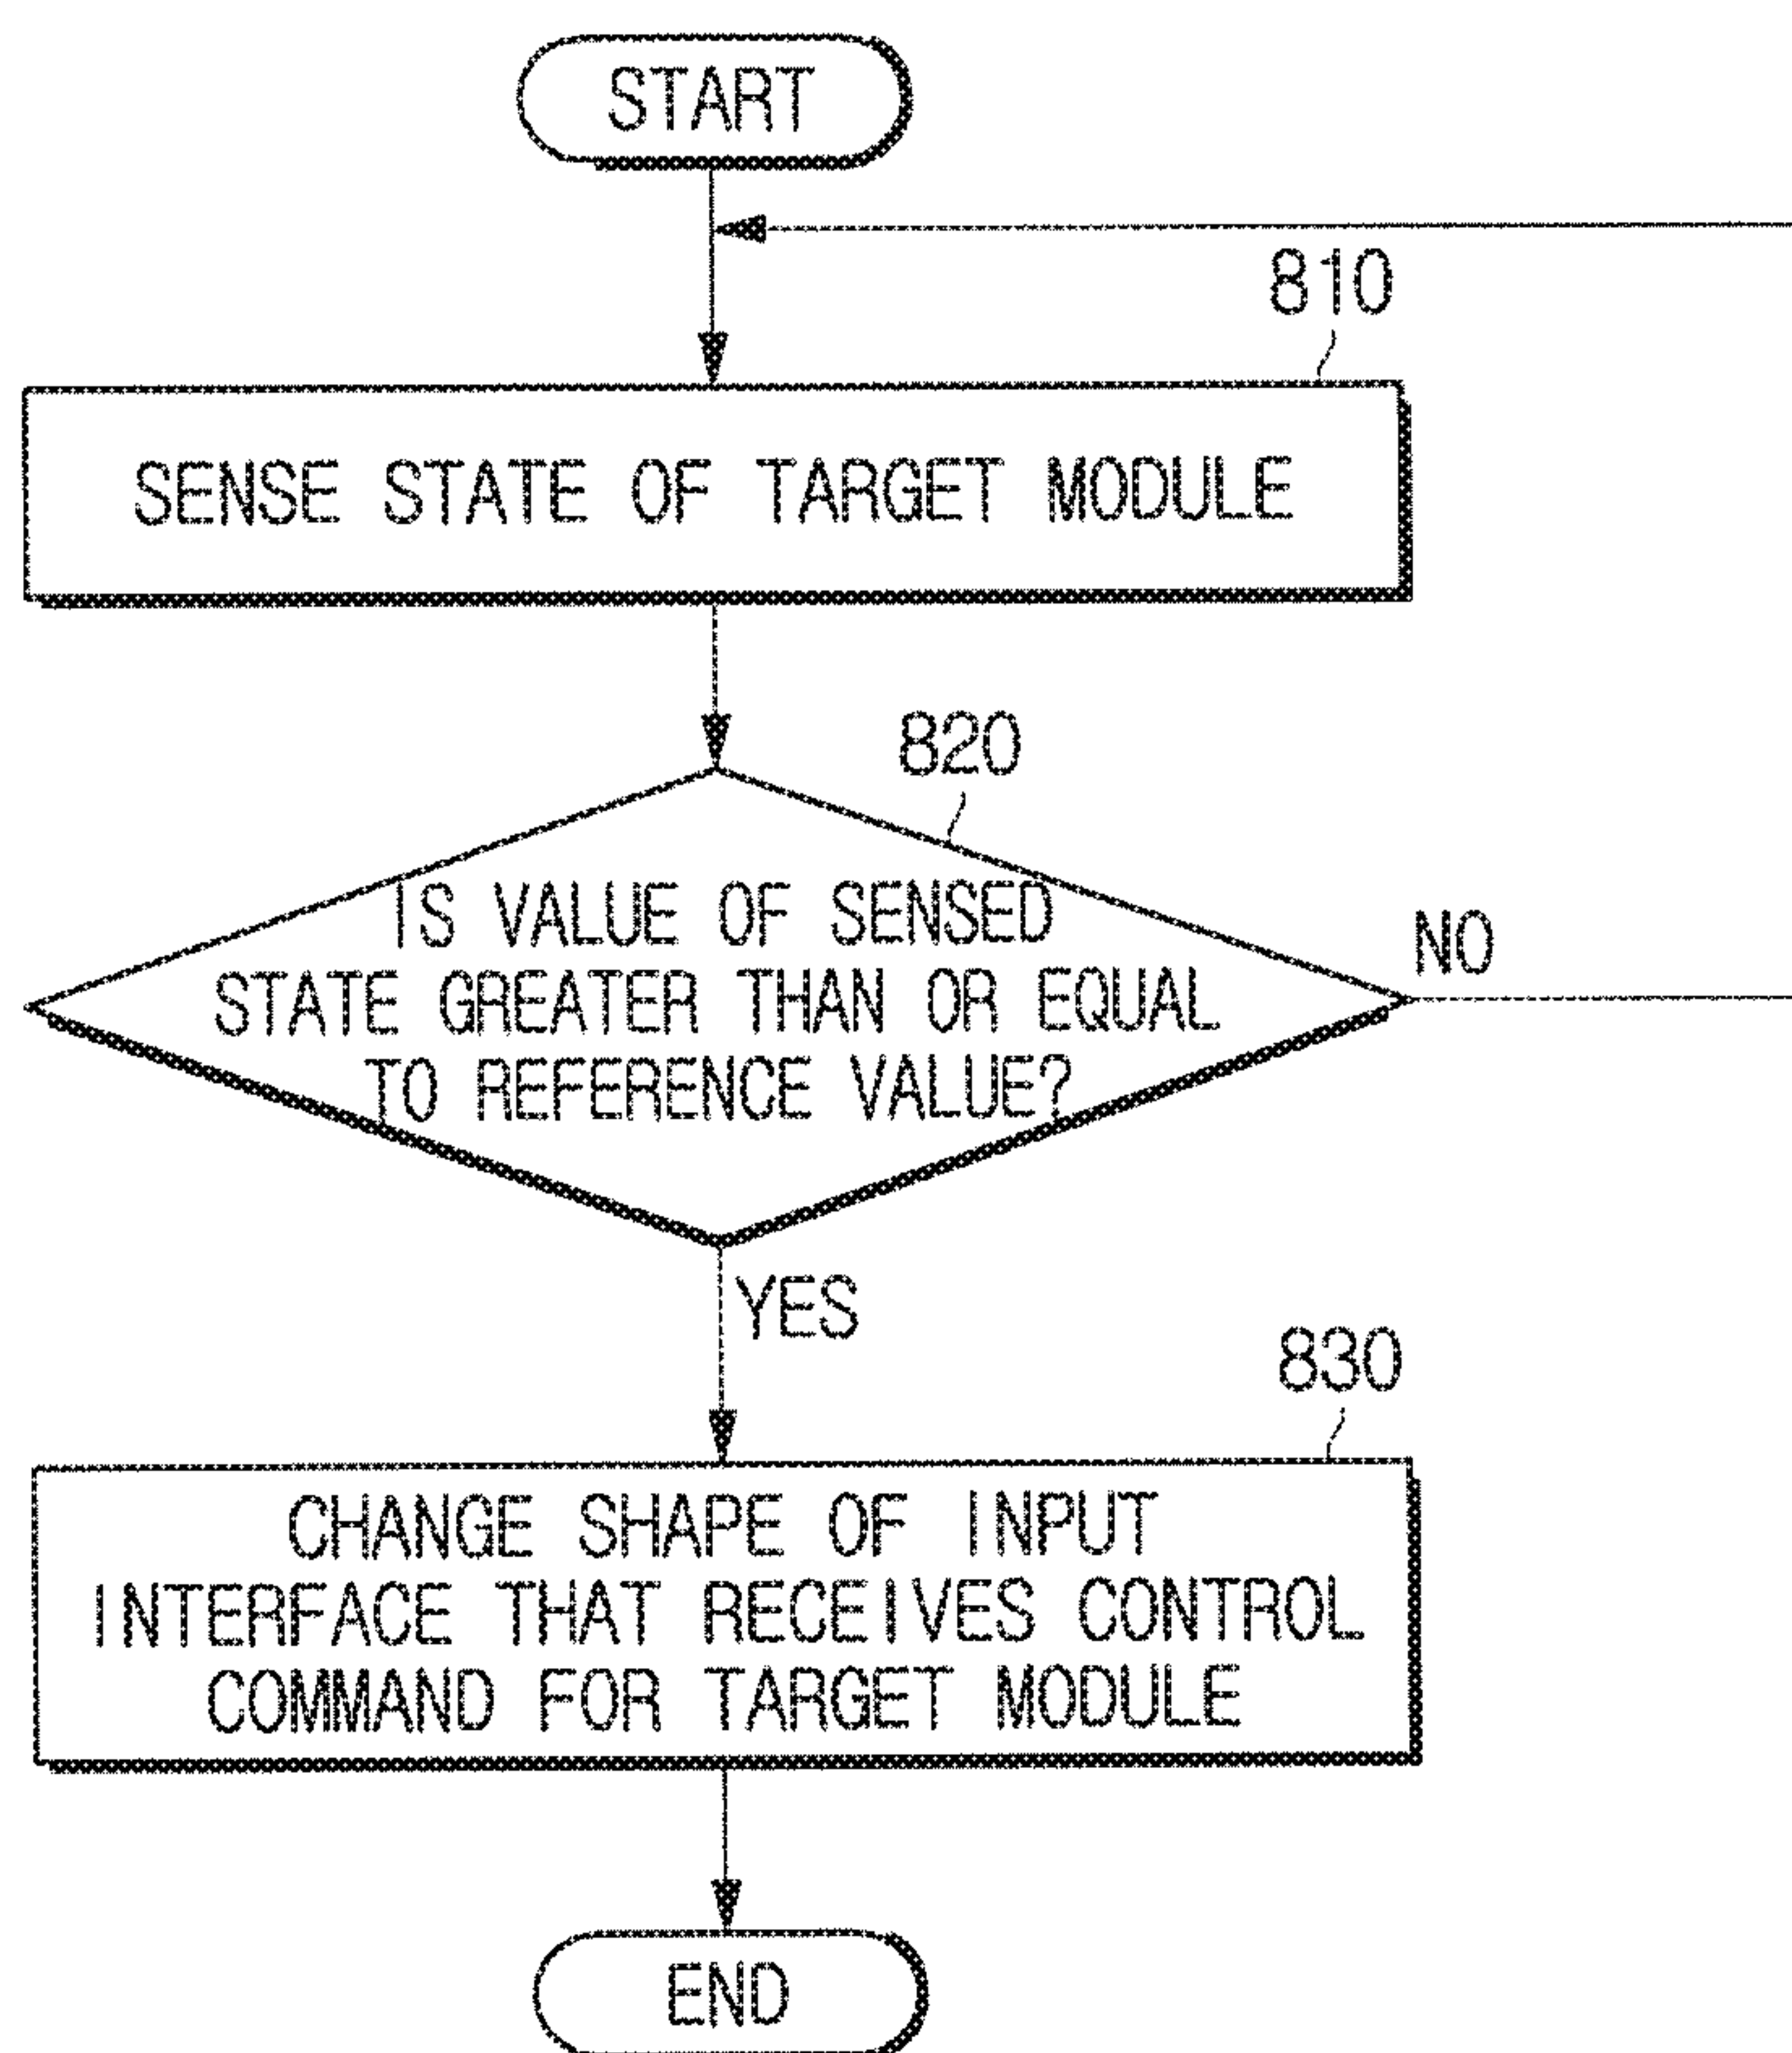 START
810
SENSE STATE OF TARGET MODULE
820
IS VALUE OF SENSED
STATE GREATER THAN OR EQUAL
TO REFERENCE VALUE?
NO
YES
830
CHANGE SHAPE OF INPUT
INTERFACE THAT RECEIVES CONTROL
COMMAND FOR TARGET MODULE
END